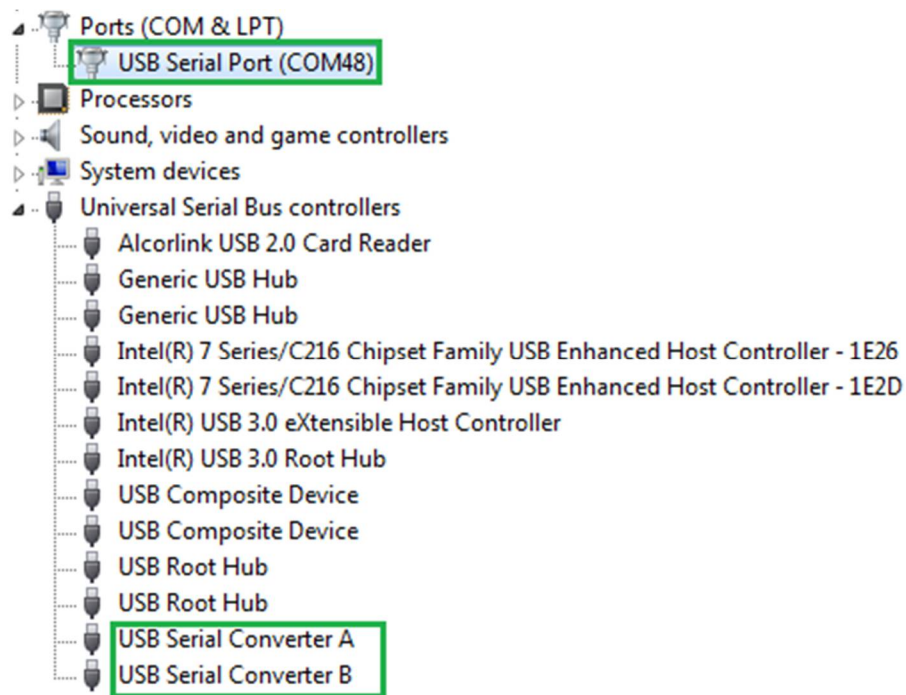 Ports (COM & LPT)
USB Serial Port (COM48)
Processors
Sound, video and game controllers
System devices
Universal Serial Bus controllers
Alcorlink USB 2.0 Card Reader
Generic USB Hub
Generic USB Hub
Intel(R) 7 Series/C216 Chipset Family USB Enhanced Host Controller - 1E26
Intel(R) 7 Series/C216 Chipset Family USB Enhanced Host Controller - 1E2D
Intel(R) USB 3.0 eXtensible Host Controller
Intel(R) USB 3.0 Root Hub
USB Composite Device
USB Composite Device
USB Root Hub
USB Root Hub
USB Serial Converter A
USB Serial Converter B